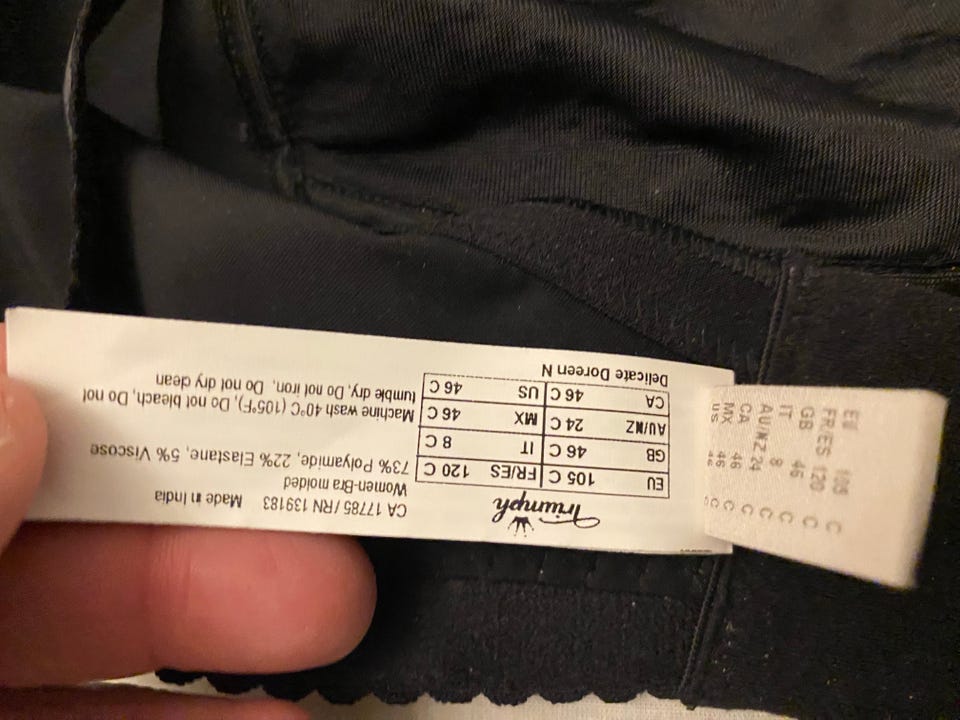 Triumph
EU 105 C FR/ES 120 C
GB 46 C IT 8 C
AU/NZ 24 C MX 46 C
CA 46 C US 46 C
Delicate Doreen N
CA 17785 / RN 139183 Made in India
Women-Bra molded
73% Polyamide, 22% Elastane, 5% Viscose
Machine wash 40°C (105°F), Do not bleach, Do not
tumble dry, Do not iron, Do not dry clean
EU 105 C
FR/ES 120 C
GB 46 C
IT 8 C
AU/NZ 24 C
CA 46 C
MX 46 C
US 46 C